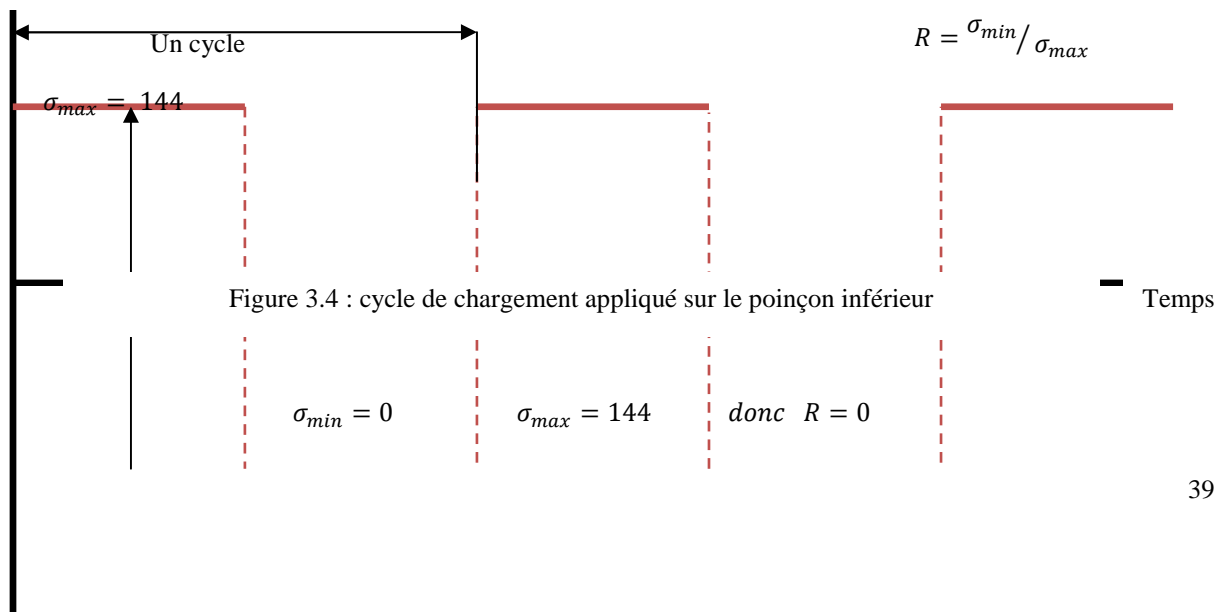 Un cycle
R = σmin/σmax
σmax = 144
Figure 3.4 : cycle de chargement appliqué sur le poinçon inférieur
Temps
σmin = 0 σmax = 144 donc R = 0
39